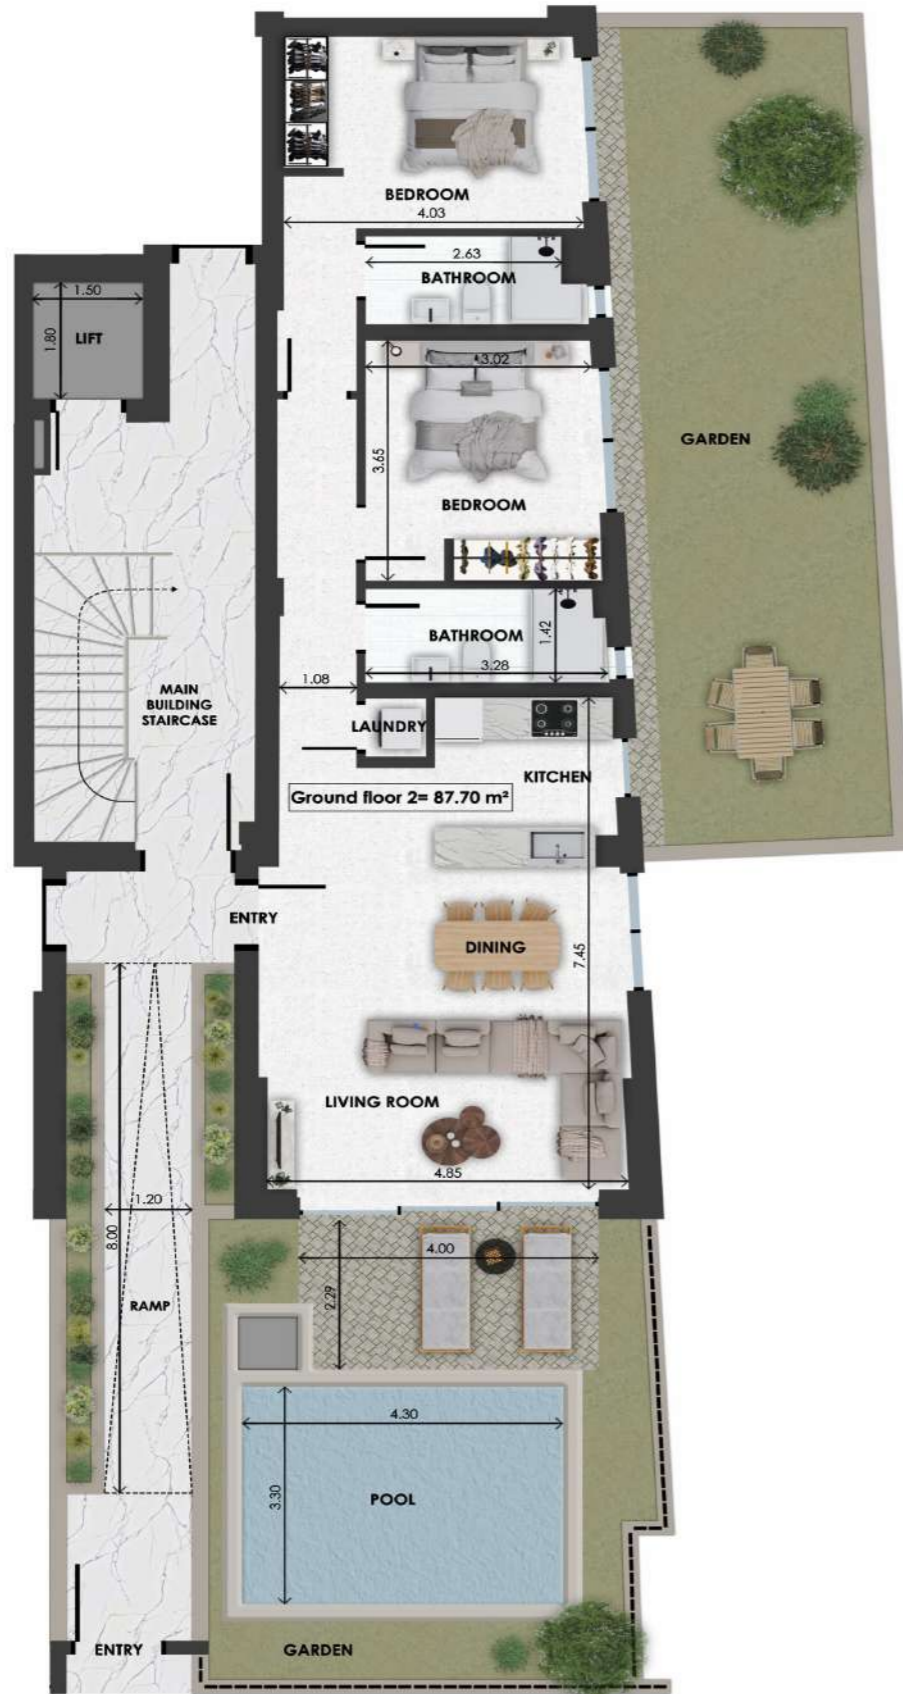 BEDROOM
4.03
2.63
BATHROOM
1.50
1.80
LIFT
3.02
3.65
GARDEN
BEDROOM
BATHROOM
1.42
3.28
1.08
MAIN
BUILDING
STAIRCASE
LAUNDRY
KITCHEN
Ground floor 2= 87.70 m²
ENTRY
DINING
7.45
LIVING ROOM
4.85
1.20
8.00
4.00
2.29
RAMP
4.30
3.30
POOL
ENTRY
GARDEN